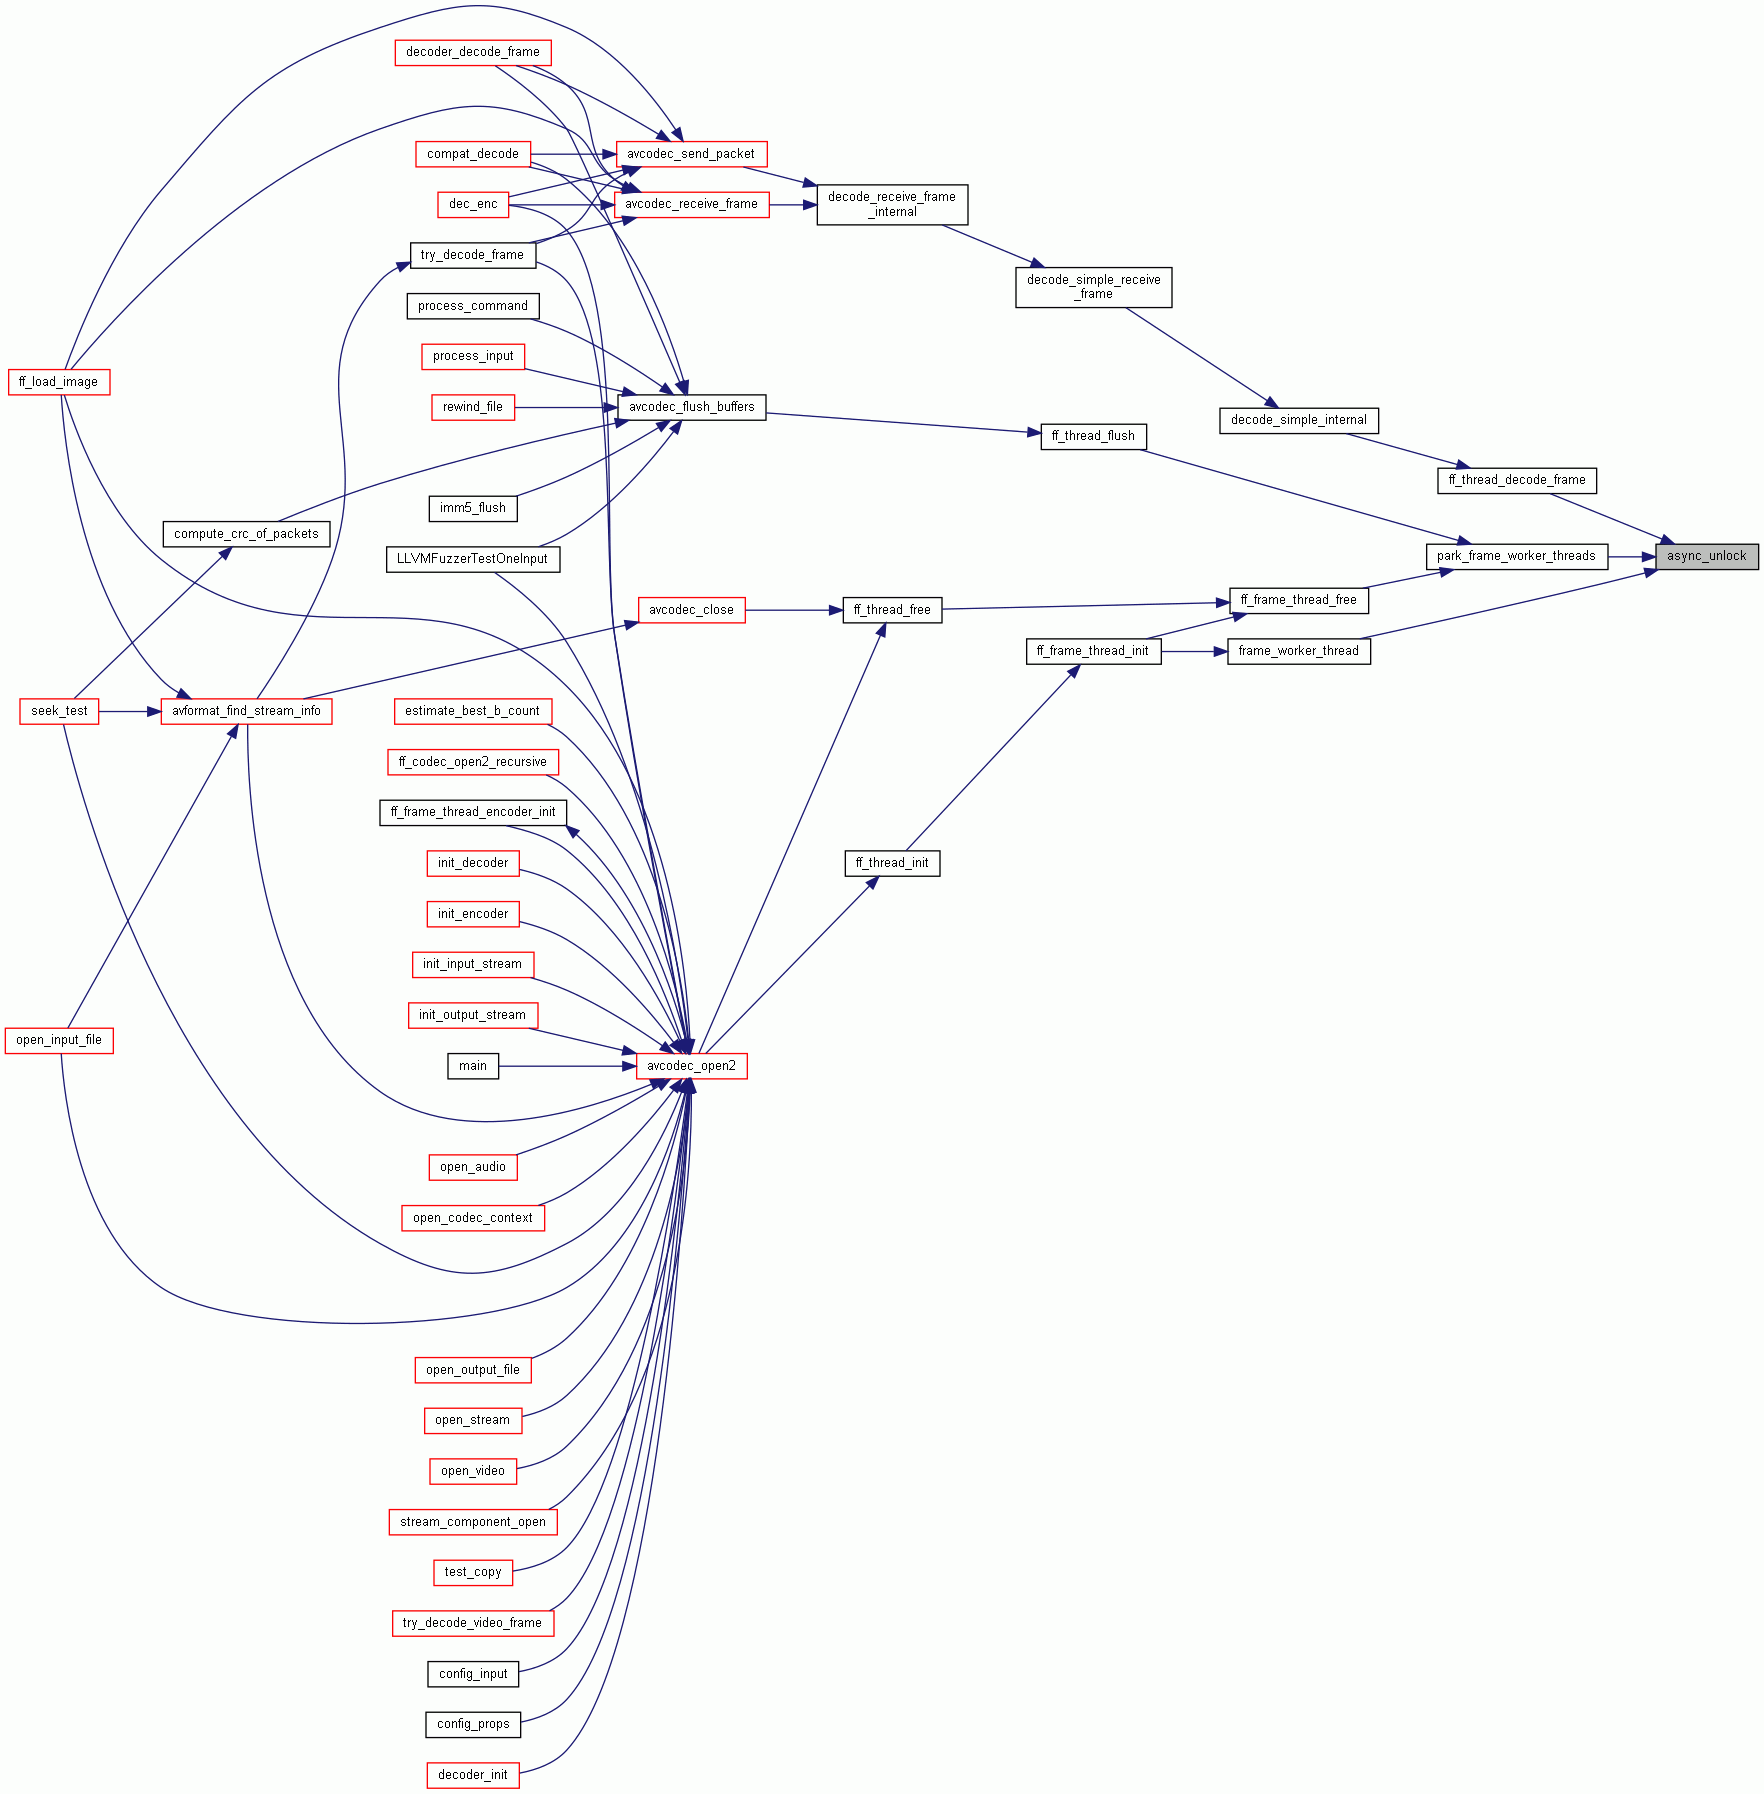 decoder_decode_frame
compat_decode
avcodec_send_packet
dec_enc
avcodec_receive_frame
decode_receive_frame
_internal
try_decode_frame
decode_simple_receive
_frame
process_command
process_input
ff_load_image
rewind_file
avcodec_flush_buffers
decode_simple_internal
ff_thread_flush
ff_thread_decode_frame
imm5_flush
compute_crc_of_packets
LLVMFuzzerTestOneInput
park_frame_worker_threads
async_unlock
avcodec_close
ff_thread_free
ff_frame_thread_free
ff_frame_thread_init
frame_worker_thread
seek_test
avformat_find_stream_info
estimate_best_b_count
ff_codec_open2_recursive
ff_frame_thread_encoder_init
init_decoder
ff_thread_init
init_encoder
init_input_stream
init_output_stream
open_input_file
main
avcodec_open2
open_audio
open_codec_context
open_output_file
open_stream
open_video
stream_component_open
test_copy
try_decode_video_frame
config_input
config_props
decoder_init